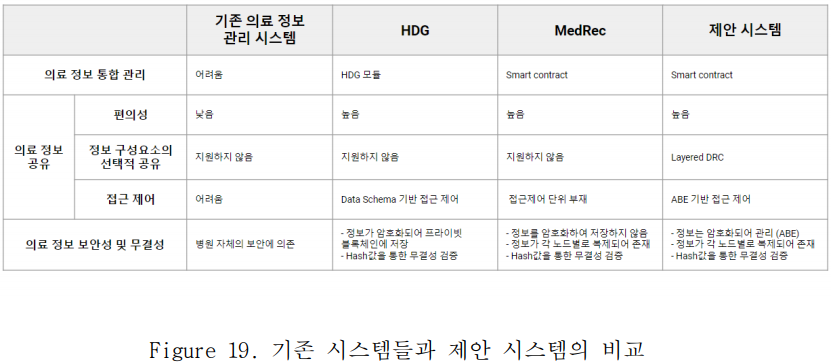 기존 의료 정보
관리 시스템
HDG
MedRec
제안 시스템
의료 정보 통합 관리
어려움
HDG 모듈
Smart contract
Smart contract
의료 정보
공유
편의성
낮음
높음
높음
높음
정보 구성요소의
선택적 공유
지원하지 않음
지원하지 않음
지원하지 않음
Layered DRC
접근 제어
어려움
Data Schema 기반 접근 제어
접근제어 단위 부재
ABE 기반 접근 제어
의료 정보 보안성 및 무결성
병원 자체의 보안에 의존
- 정보가 암호화되어 프라이빗
블록체인에 저장
- Hash값을 통한 무결성 검증
- 정보를 암호화하여 저장하지 않음
- 정보가 각 노드별로 복제되어 존재
- Hash값을 통한 무결성 검증
- 정보는 암호화되어 관리 (ABE)
- 정보가 각 노드별로 복제되어 존재
- Hash값을 통한 무결성 검증
Figure 19. 기존 시스템들과 제안 시스템의 비교